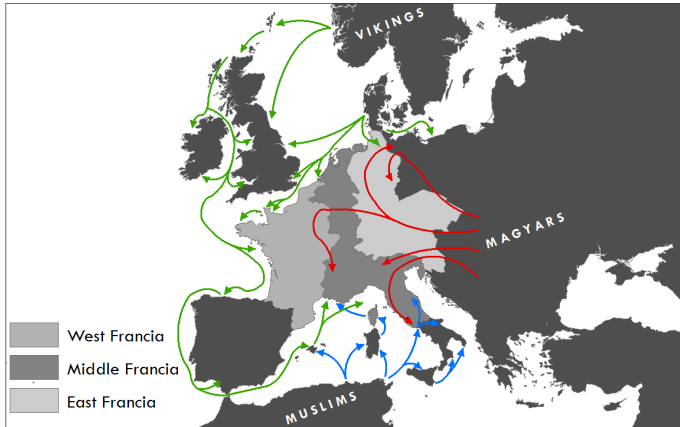 VIKINGS
MAGYARS
West Francia
Middle Francia
East Francia
MUSLIMS